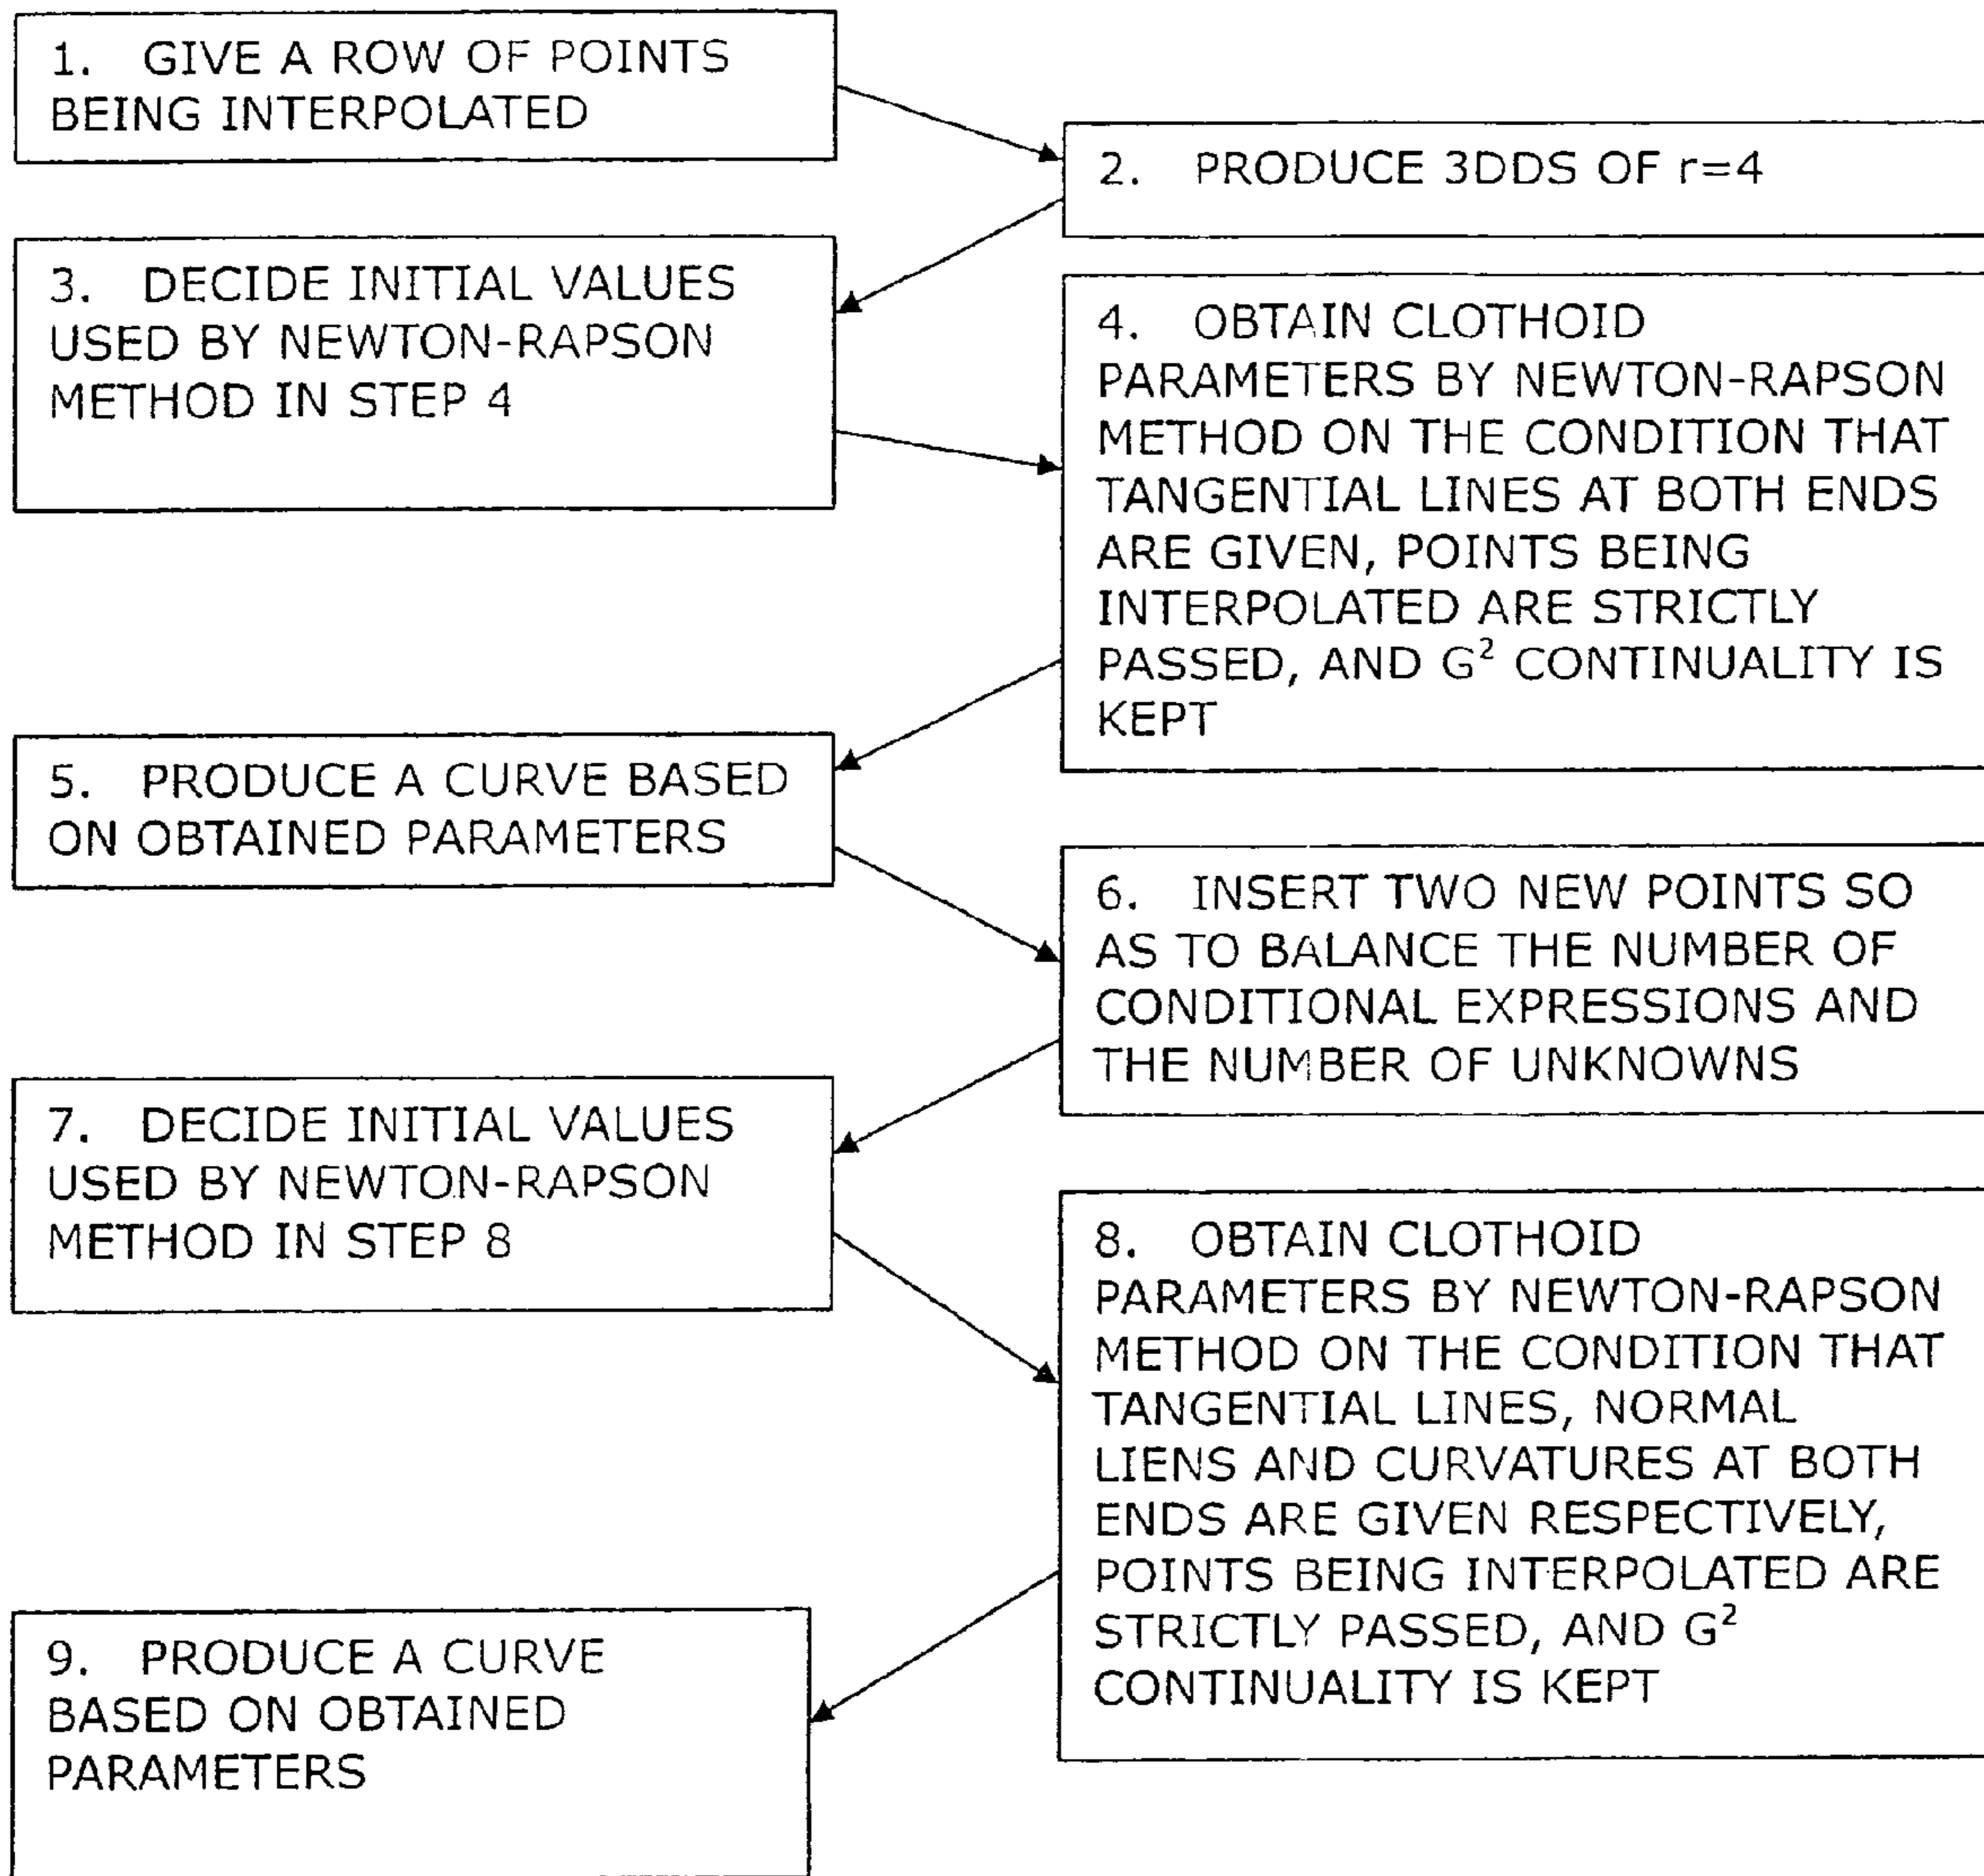 1. GIVE A ROW OF POINTS
BEING INTERPOLATED
2. PRODUCE 3DDS OF r=4
3. DECIDE INITIAL VALUES
USED BY NEWTON-RAPSON
METHOD IN STEP 4
4. OBTAIN CLOTHOID
PARAMETERS BY NEWTON-RAPSON
METHOD ON THE CONDITION THAT
TANGENTIAL LINES AT BOTH ENDS
ARE GIVEN, POINTS BEING
INTERPOLATED ARE STRICTLY
PASSED, AND G² CONTINUALITY IS
KEPT
5. PRODUCE A CURVE BASED
ON OBTAINED PARAMETERS
6. INSERT TWO NEW POINTS SO
AS TO BALANCE THE NUMBER OF
CONDITIONAL EXPRESSIONS AND
THE NUMBER OF UNKNOWNS
7. DECIDE INITIAL VALUES
USED BY NEWTON-RAPSON
METHOD IN STEP 8
8. OBTAIN CLOTHOID
PARAMETERS BY NEWTON-RAPSON
METHOD ON THE CONDITION THAT
TANGENTIAL LINES, NORMAL
LIENS AND CURVATURES AT BOTH
ENDS ARE GIVEN RESPECTIVELY,
POINTS BEING INTERPOLATED ARE
STRICTLY PASSED, AND G²
CONTINUALITY IS KEPT
9. PRODUCE A CURVE
BASED ON OBTAINED
PARAMETERS